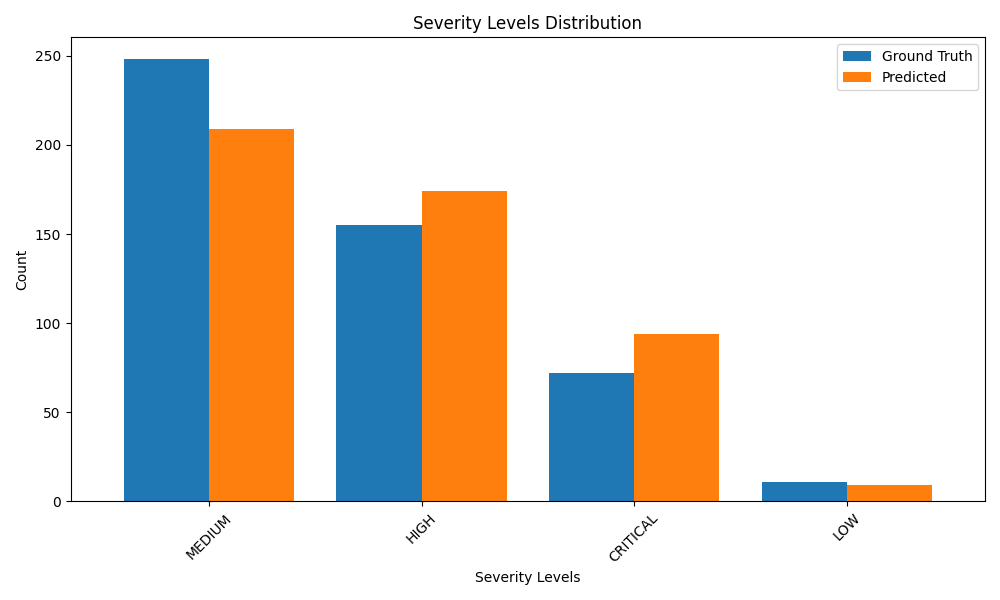 Severity Levels Distribution
Ground Truth
Predicted
250
200
150
100
50
0
Count
MEDIUM
HIGH
CRITICAL
LOW
Severity Levels